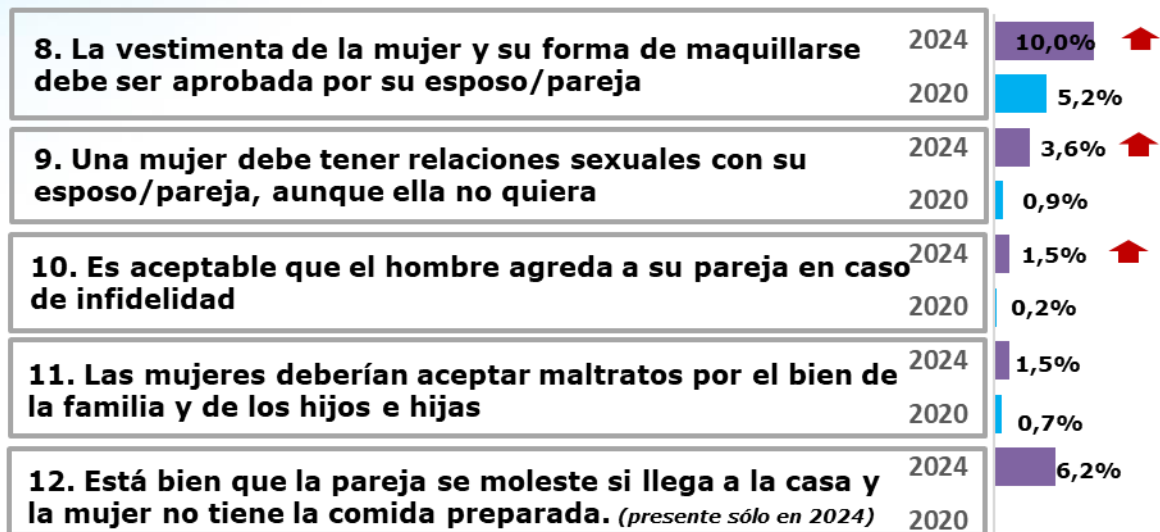 8. La vestimenta de la mujer y su forma de maquillarse
debe ser aprobada por su esposo/pareja
2024
10,0%
2020
5,2%
9. Una mujer debe tener relaciones sexuales con su
esposo/pareja, aunque ella no quiera
2024
3,6%
2020
0,9%
10. Es aceptable que el hombre agreda a su pareja en caso
de infidelidad
2024
1,5%
2020
0,2%
11. Las mujeres deberían aceptar maltratos por el bien de
la familia y de los hijos e hijas
2024
1,5%
2020
0,7%
12. Está bien que la pareja se moleste si llega a la casa y
la mujer no tiene la comida preparada. (presente sólo en 2024)
2024
6,2%
2020